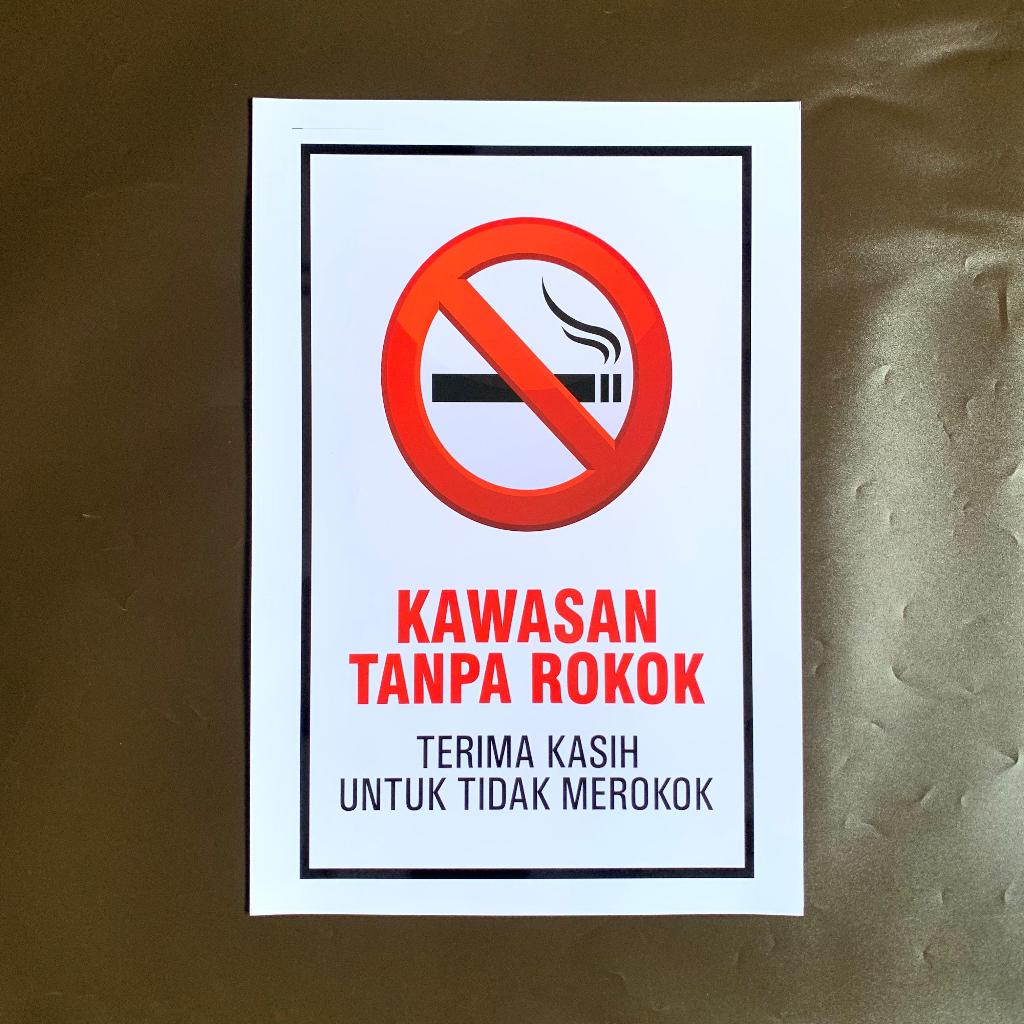 KAWASAN
TANPA ROKOK
TERIMA KASIH
UNTUK TIDAK MEROKOK